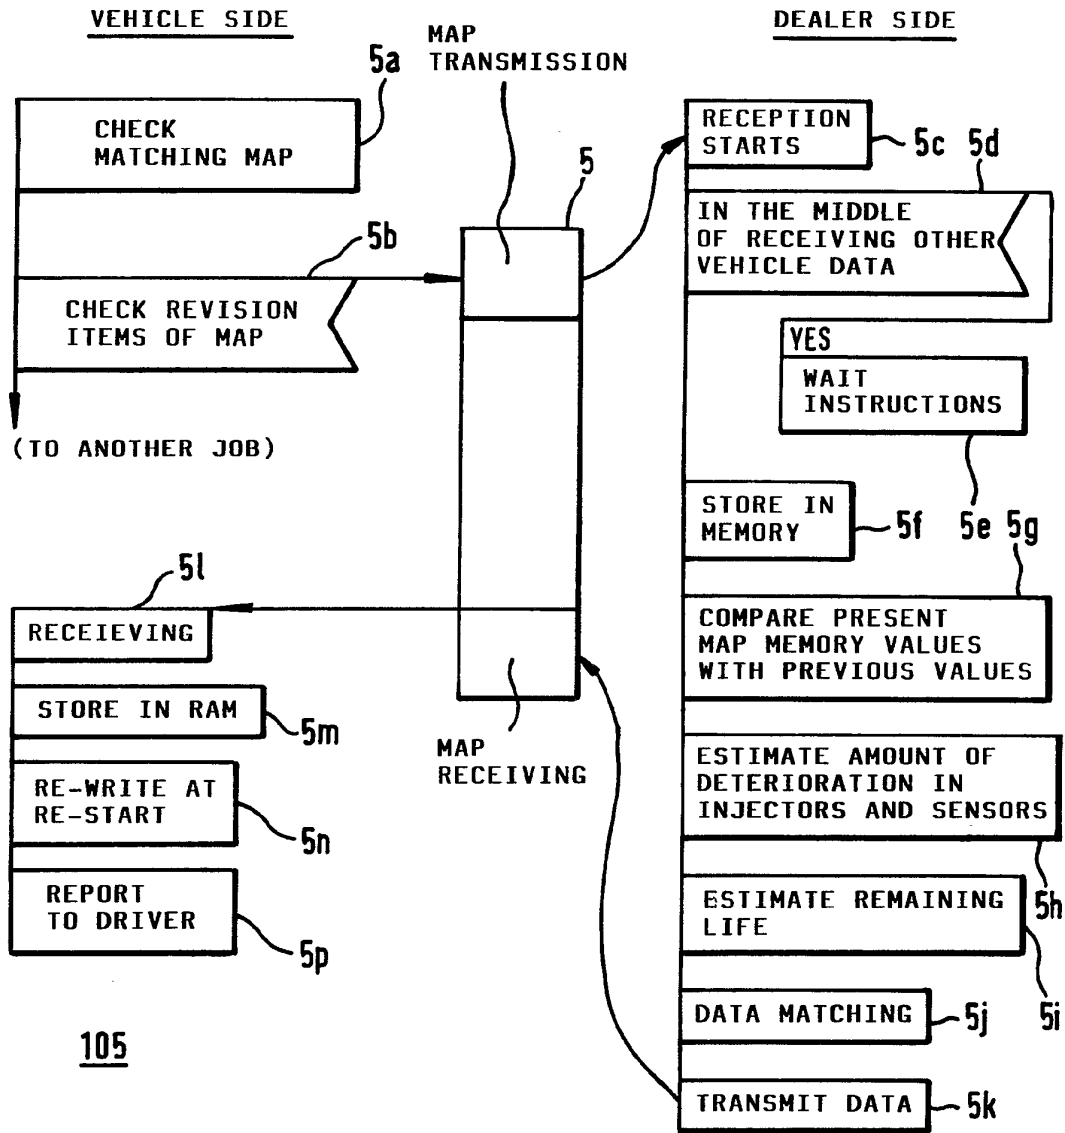 VEHICLE SIDE
5a
CHECK
MATCHING MAP
5b
CHECK REVISION
ITEMS OF MAP
(TO ANOTHER JOB)
MAP
TRANSMISSION
5
DEALER SIDE
RECEPTION
STARTS
5c
5d
IN THE MIDDLE
OF RECEIVING OTHER
VEHICLE DATA
YES
WAIT
INSTRUCTIONS
5e
STORE IN
MEMORY
5f
5g
COMPARE PRESENT
MAP MEMORY VALUES
WITH PREVIOUS VALUES
ESTIMATE AMOUNT OF
DETERIORATION IN
INJECTORS AND SENSORS
5h
ESTIMATE REMAINING
LIFE
5i
DATA MATCHING
5j
TRANSMIT DATA
5k
MAP
RECEIVING
5l
RECEIEVING
STORE IN RAM
5m
RE-WRITE AT
RE-START
5n
REPORT
TO DRIVER
5p
105